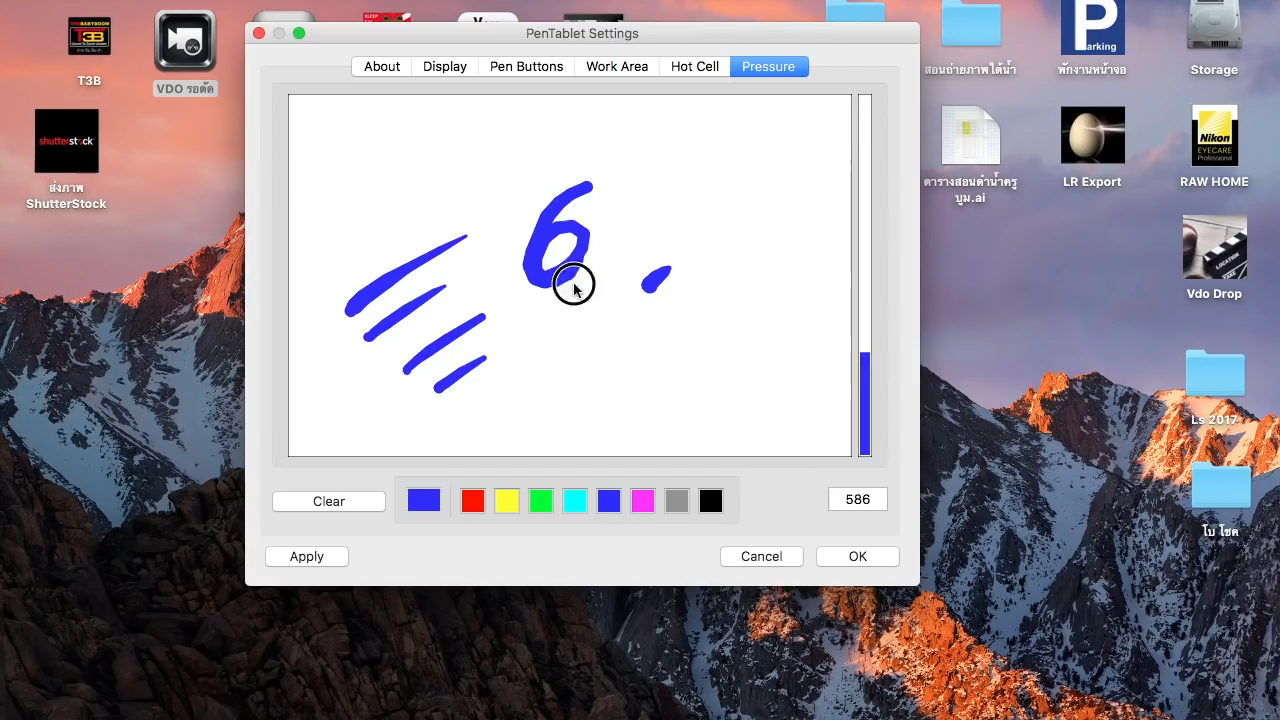 PenTablet Settings
About
Display
Pen Buttons
Work Area
Hot Cell
Pressure
6
Clear
586
Apply
Cancel
OK
T3B
VDO รอตัด
shutterstock
ส่งภาพ
ShutterStock
สอนถ่ายภาพใต้น้ำ
P
arking
พักงานหน้าจอ
Storage
ตารางสอนดำน้ำครู
บูม.ai
LR Export
Nikon
EYECARE
Professional
RAW HOME
LOCATION
Vdo Drop
Ls 2017
โบ โชค